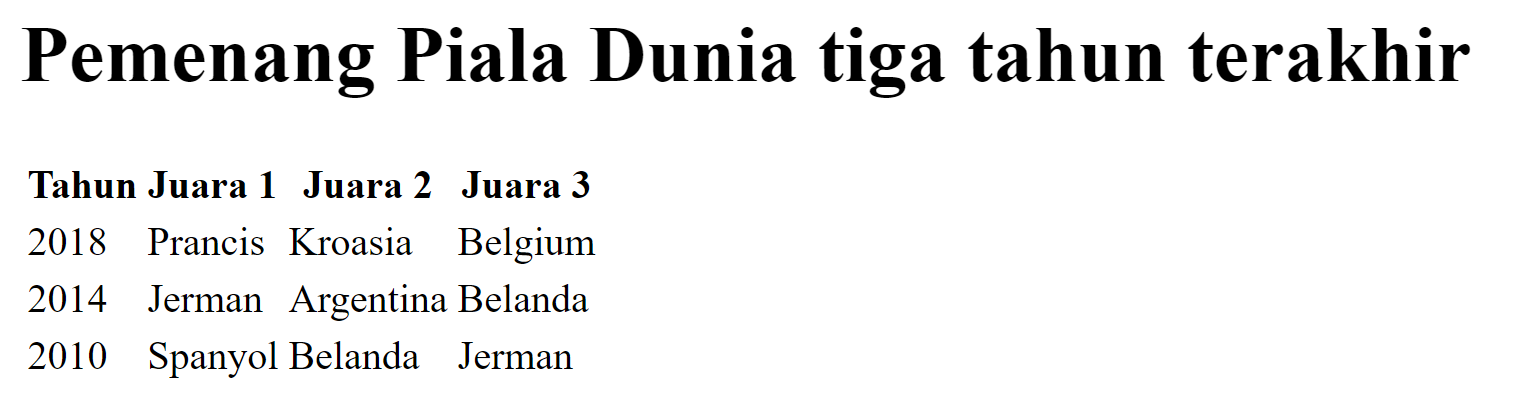 Pemenang Piala Dunia tiga tahun terakhir
Tahun Juara 1 Juara 2 Juara 3
2018 Prancis Kroasia Belgium
2014 Jerman Argentina Belanda
2010 Spanyol Belanda Jerman